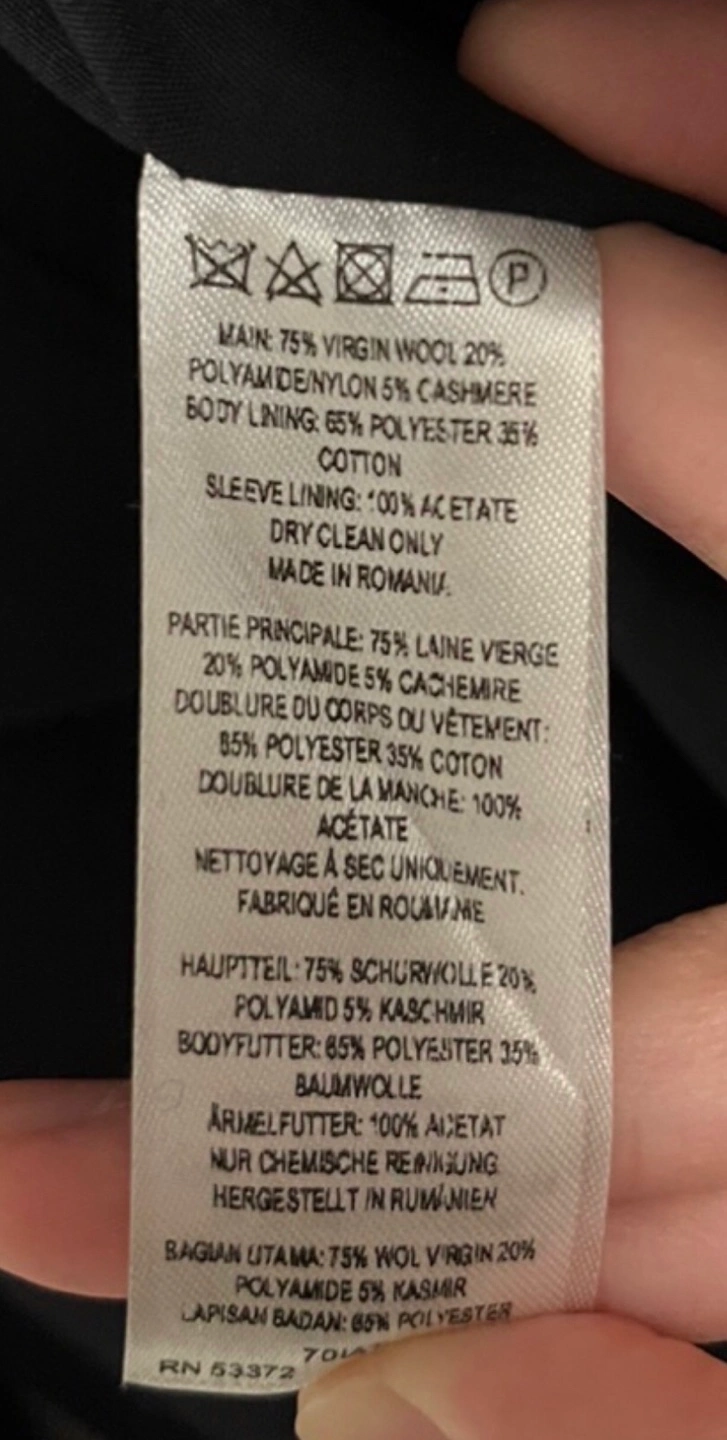 P
MAIN: 75% VIRGIN WOOL 20%
POLYAMIDE/NYLON 5% CASHMERE
BODY LINING: 65% POLYESTER 35%
COTTON
SLEEVE LINING: 100% ACETATE
DRY CLEAN ONLY
MADE IN ROMANIA.
PARTIE PRINCIPALE: 75% LAINE VIERGE
20% POLYAMIDE 5% CACHEMIRE
DOUBLURE DU CORPS DU VÊTEMENT:
65% POLYESTER 35% COTON
DOUBLURE DE LA MANCHE: 100%
ACÉTATE
NETTOYAGE À SEC UNIQUEMENT.
FABRIQUÉ EN ROUMANIE
HAUPTTEIL: 75% SCHURWOLLE 20%
POLYAMID 5% KASCHMIR
BODYFUTTER: 65% POLYESTER 35%
BAUMWOLLE
ÄRMELFUTTER: 100% ACETAT
NUR CHEMISCHE REINIGUNG
HERGESTELLT IN RUMÄNIEN
BAGIAN UTAMA: 75% WOL VIRGIN 20%
POLYAMIDE 5% KASMIR
LAPISAN BADAN: 65% POLYESTER
RN 53372